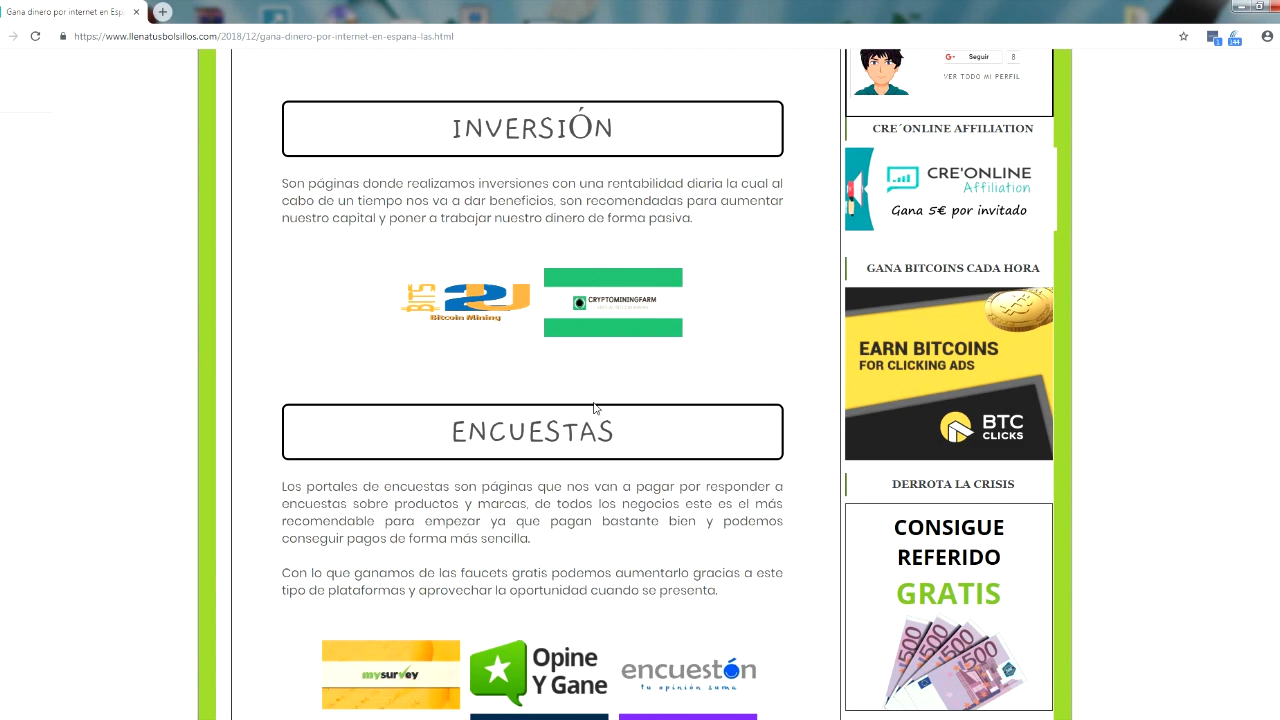 Gana dinero por internet en Esp
https://www.llenatusbolsillos.com/2018/12/gana-dinero-por-internet-en-espana-las.html
1
144
INVERSIÓN
Son páginas donde realizamos inversiones con una rentabilidad diaria la cual al
cabo de un tiempo nos va a dar beneficios, son recomendadas para aumentar
nuestro capital y poner a trabajar nuestro dinero de forma pasiva.
BITS 2U
Bitcoin Mining
CRYPTOMININGFARM
ENCUESTAS
Los portales de encuestas son páginas que nos van a pagar por responder a
encuestas sobre productos y marcas, de todos los negocios este es el más
recomendable para empezar ya que pagan bastante bien y podemos
conseguir pagos de forma más sencilla.
Con lo que ganamos de las faucets gratis podemos aumentarlo gracias a este
tipo de plataformas y aprovechar la oportunidad cuando se presenta.
mysurvey
Opine
Y Gane
encuestón
tu opinión suma
G+ Seguir 8
VER TODO MI PERFIL
CRE´ONLINE AFFILIATION
CRE'ONLINE
Affiliation
Gana 5€ por invitado
GANA BITCOINS CADA HORA
EARN BITCOINS
FOR CLICKING ADS
BTC
CLICKS
DERROTA LA CRISIS
CONSIGUE
REFERIDO
GRATIS
500
500
500
500